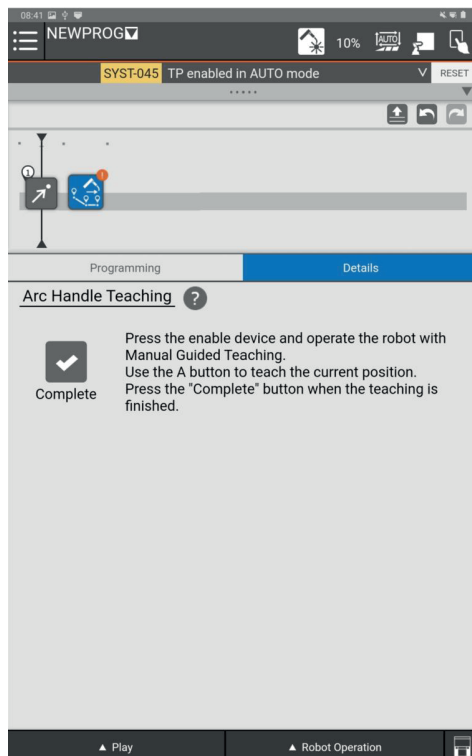 08:41
NEWPROG
10%
AUTO
SYST-045 TP enabled in AUTO mode
RESET
1
!
Programming
Details
Arc Handle Teaching ?
Press the enable device and operate the robot with
Manual Guided Teaching.
Use the A button to teach the current position.
Press the "Complete" button when the teaching is
finished.
Complete
▲ Play
▲ Robot Operation